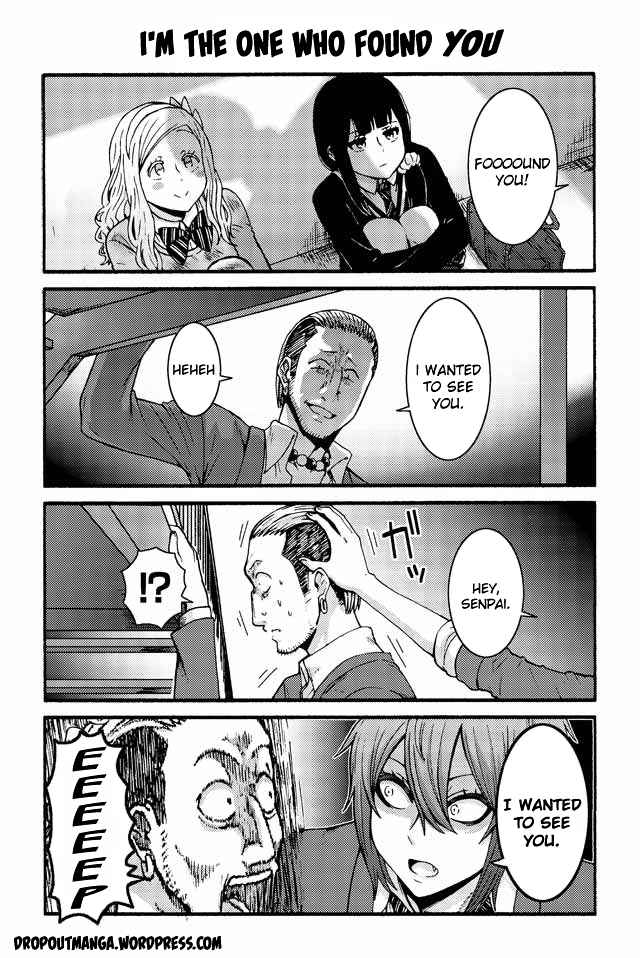 I'M THE ONE WHO FOUND YOU
FOOOOUND
YOU!
HEHEH
I WANTED
TO SEE
YOU.
!?
ガッ
HEY,
SENPAI.
EEEEEEP
I WANTED
TO SEE
YOU.
DROPOUTMANGA.WORDPRESS.COM